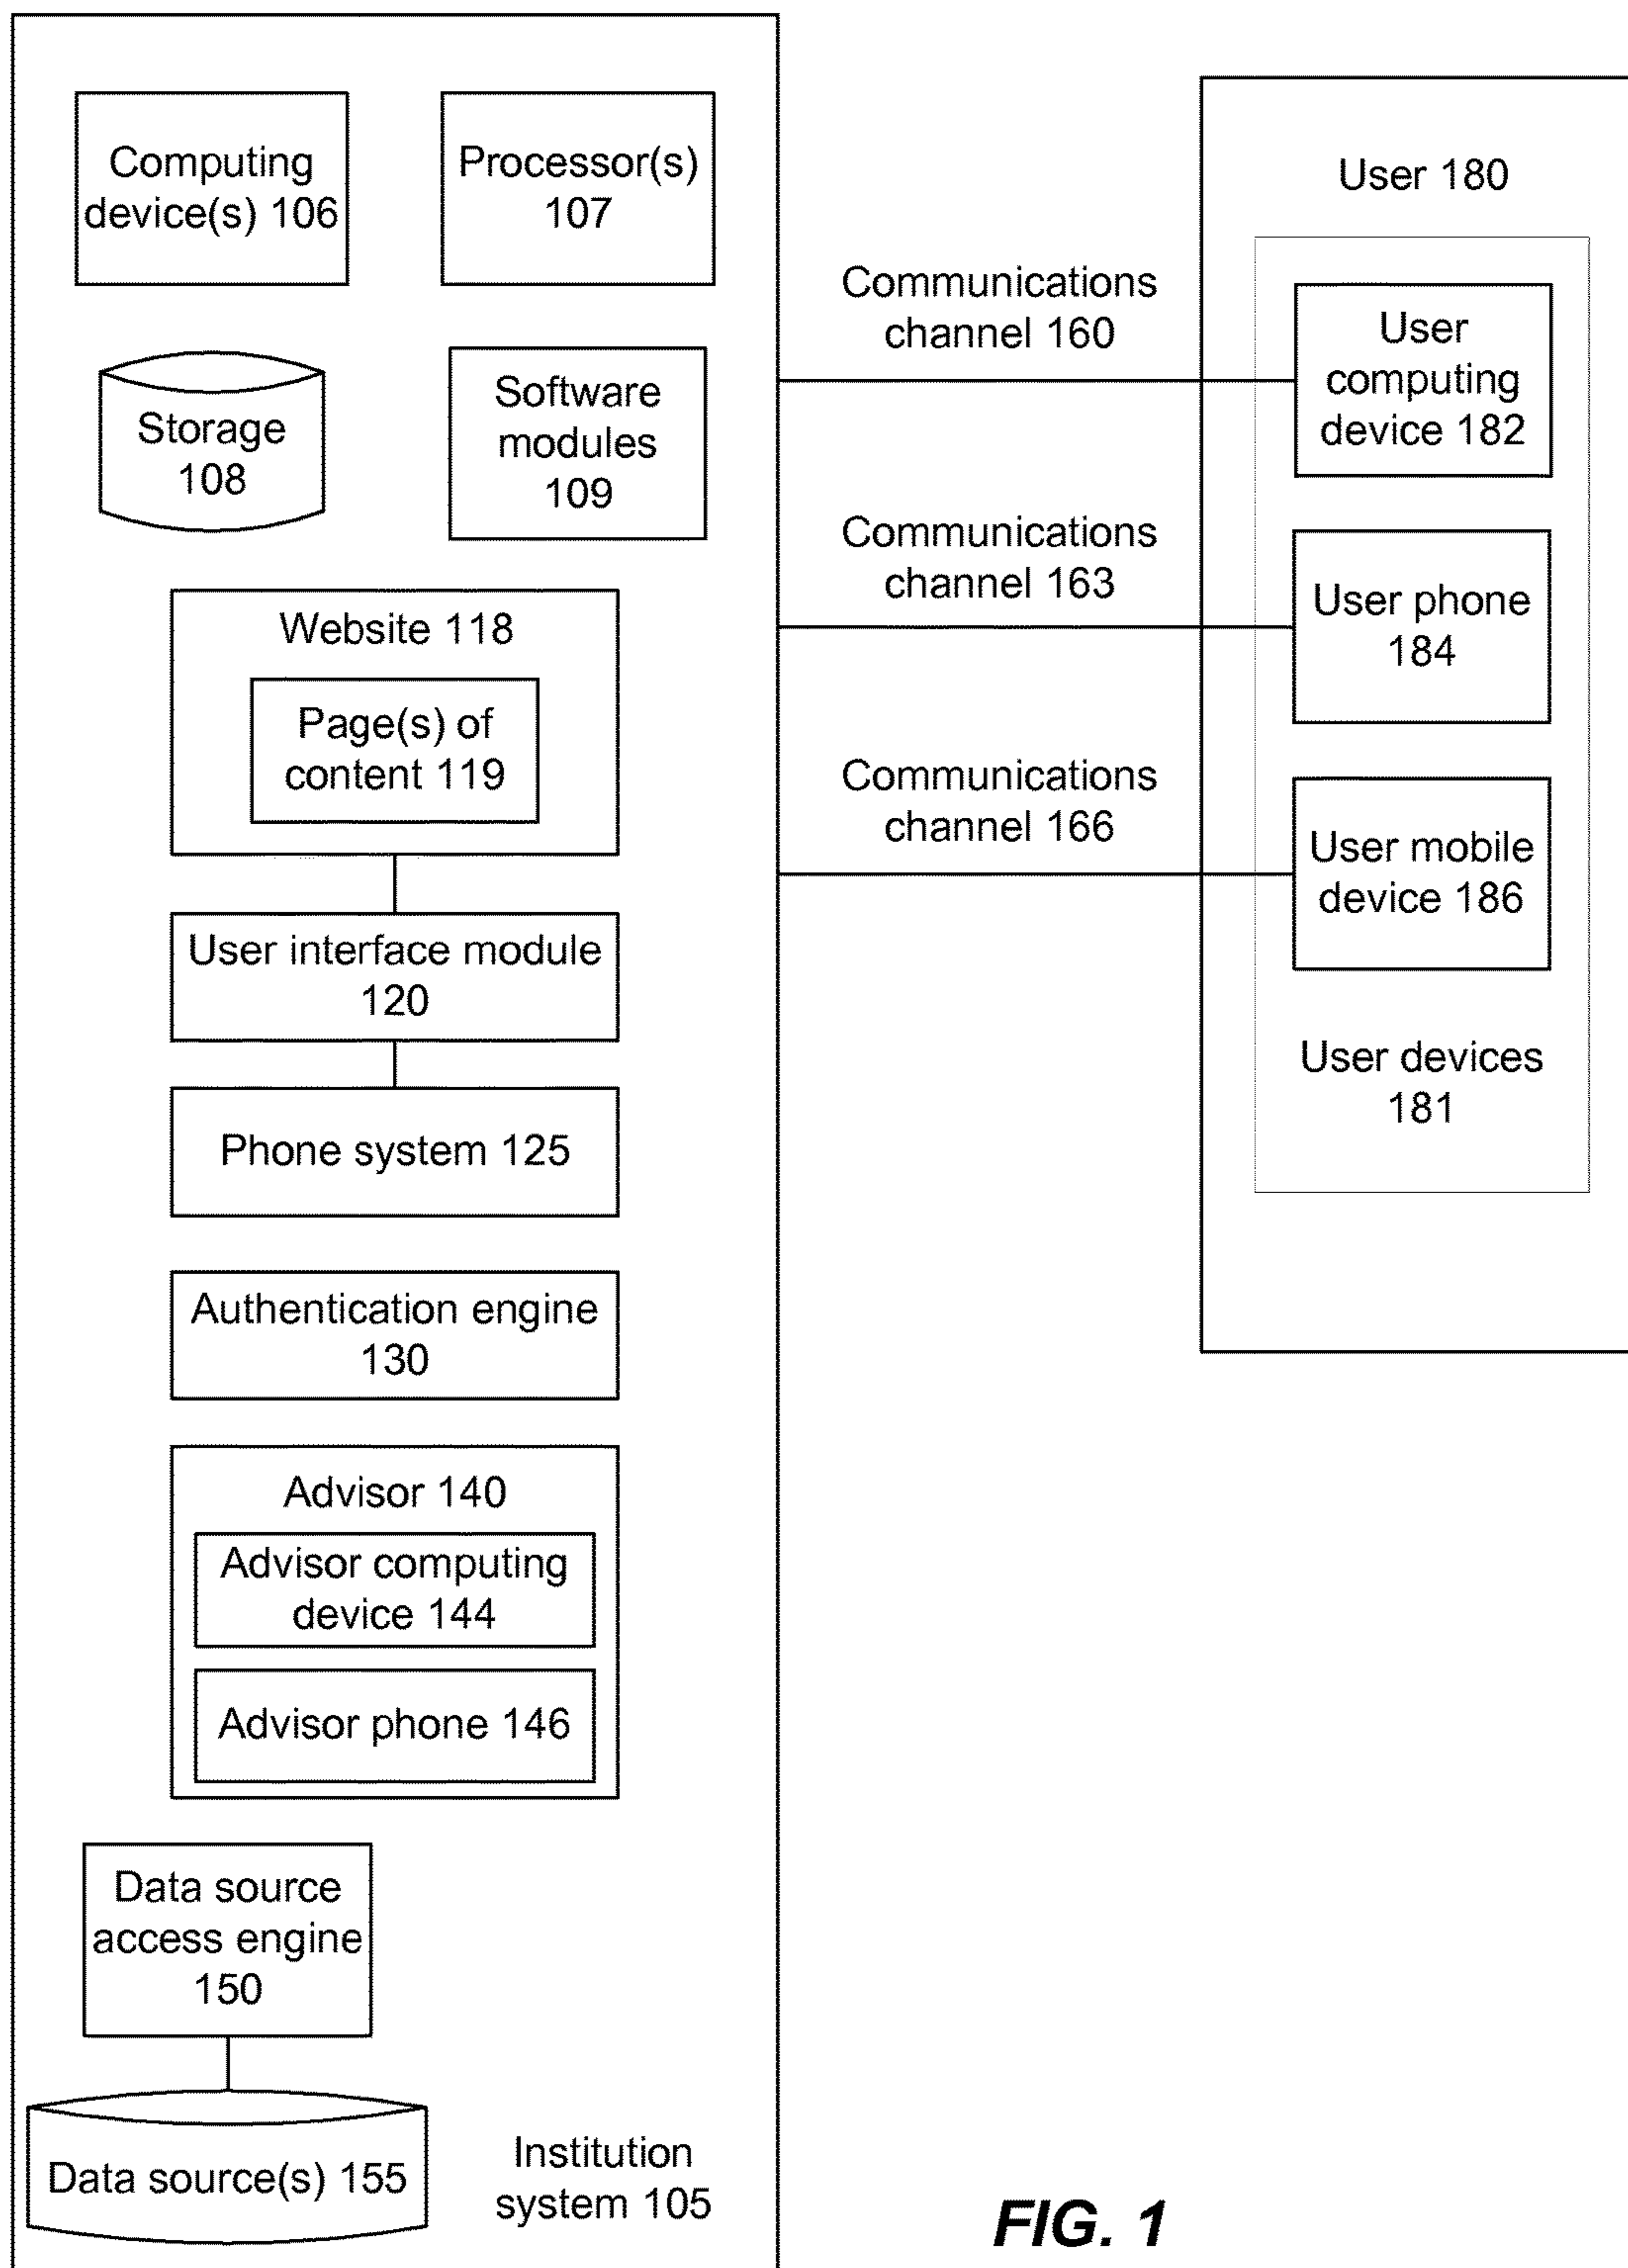 Computing
device(s) 106
Processor(s)
107
Storage
108
Software
modules
109
Website 118
Page(s) of
content 119
User interface module
120
Phone system 125
Authentication engine
130
Advisor 140
Advisor computing
device 144
Advisor phone 146
Data source
access engine
150
Data source(s) 155
Institution
system 105
Communications
channel 160
Communications
channel 163
Communications
channel 166
User 180
User
computing
device 182
User phone
184
User mobile
device 186
User devices
181
FIG. 1